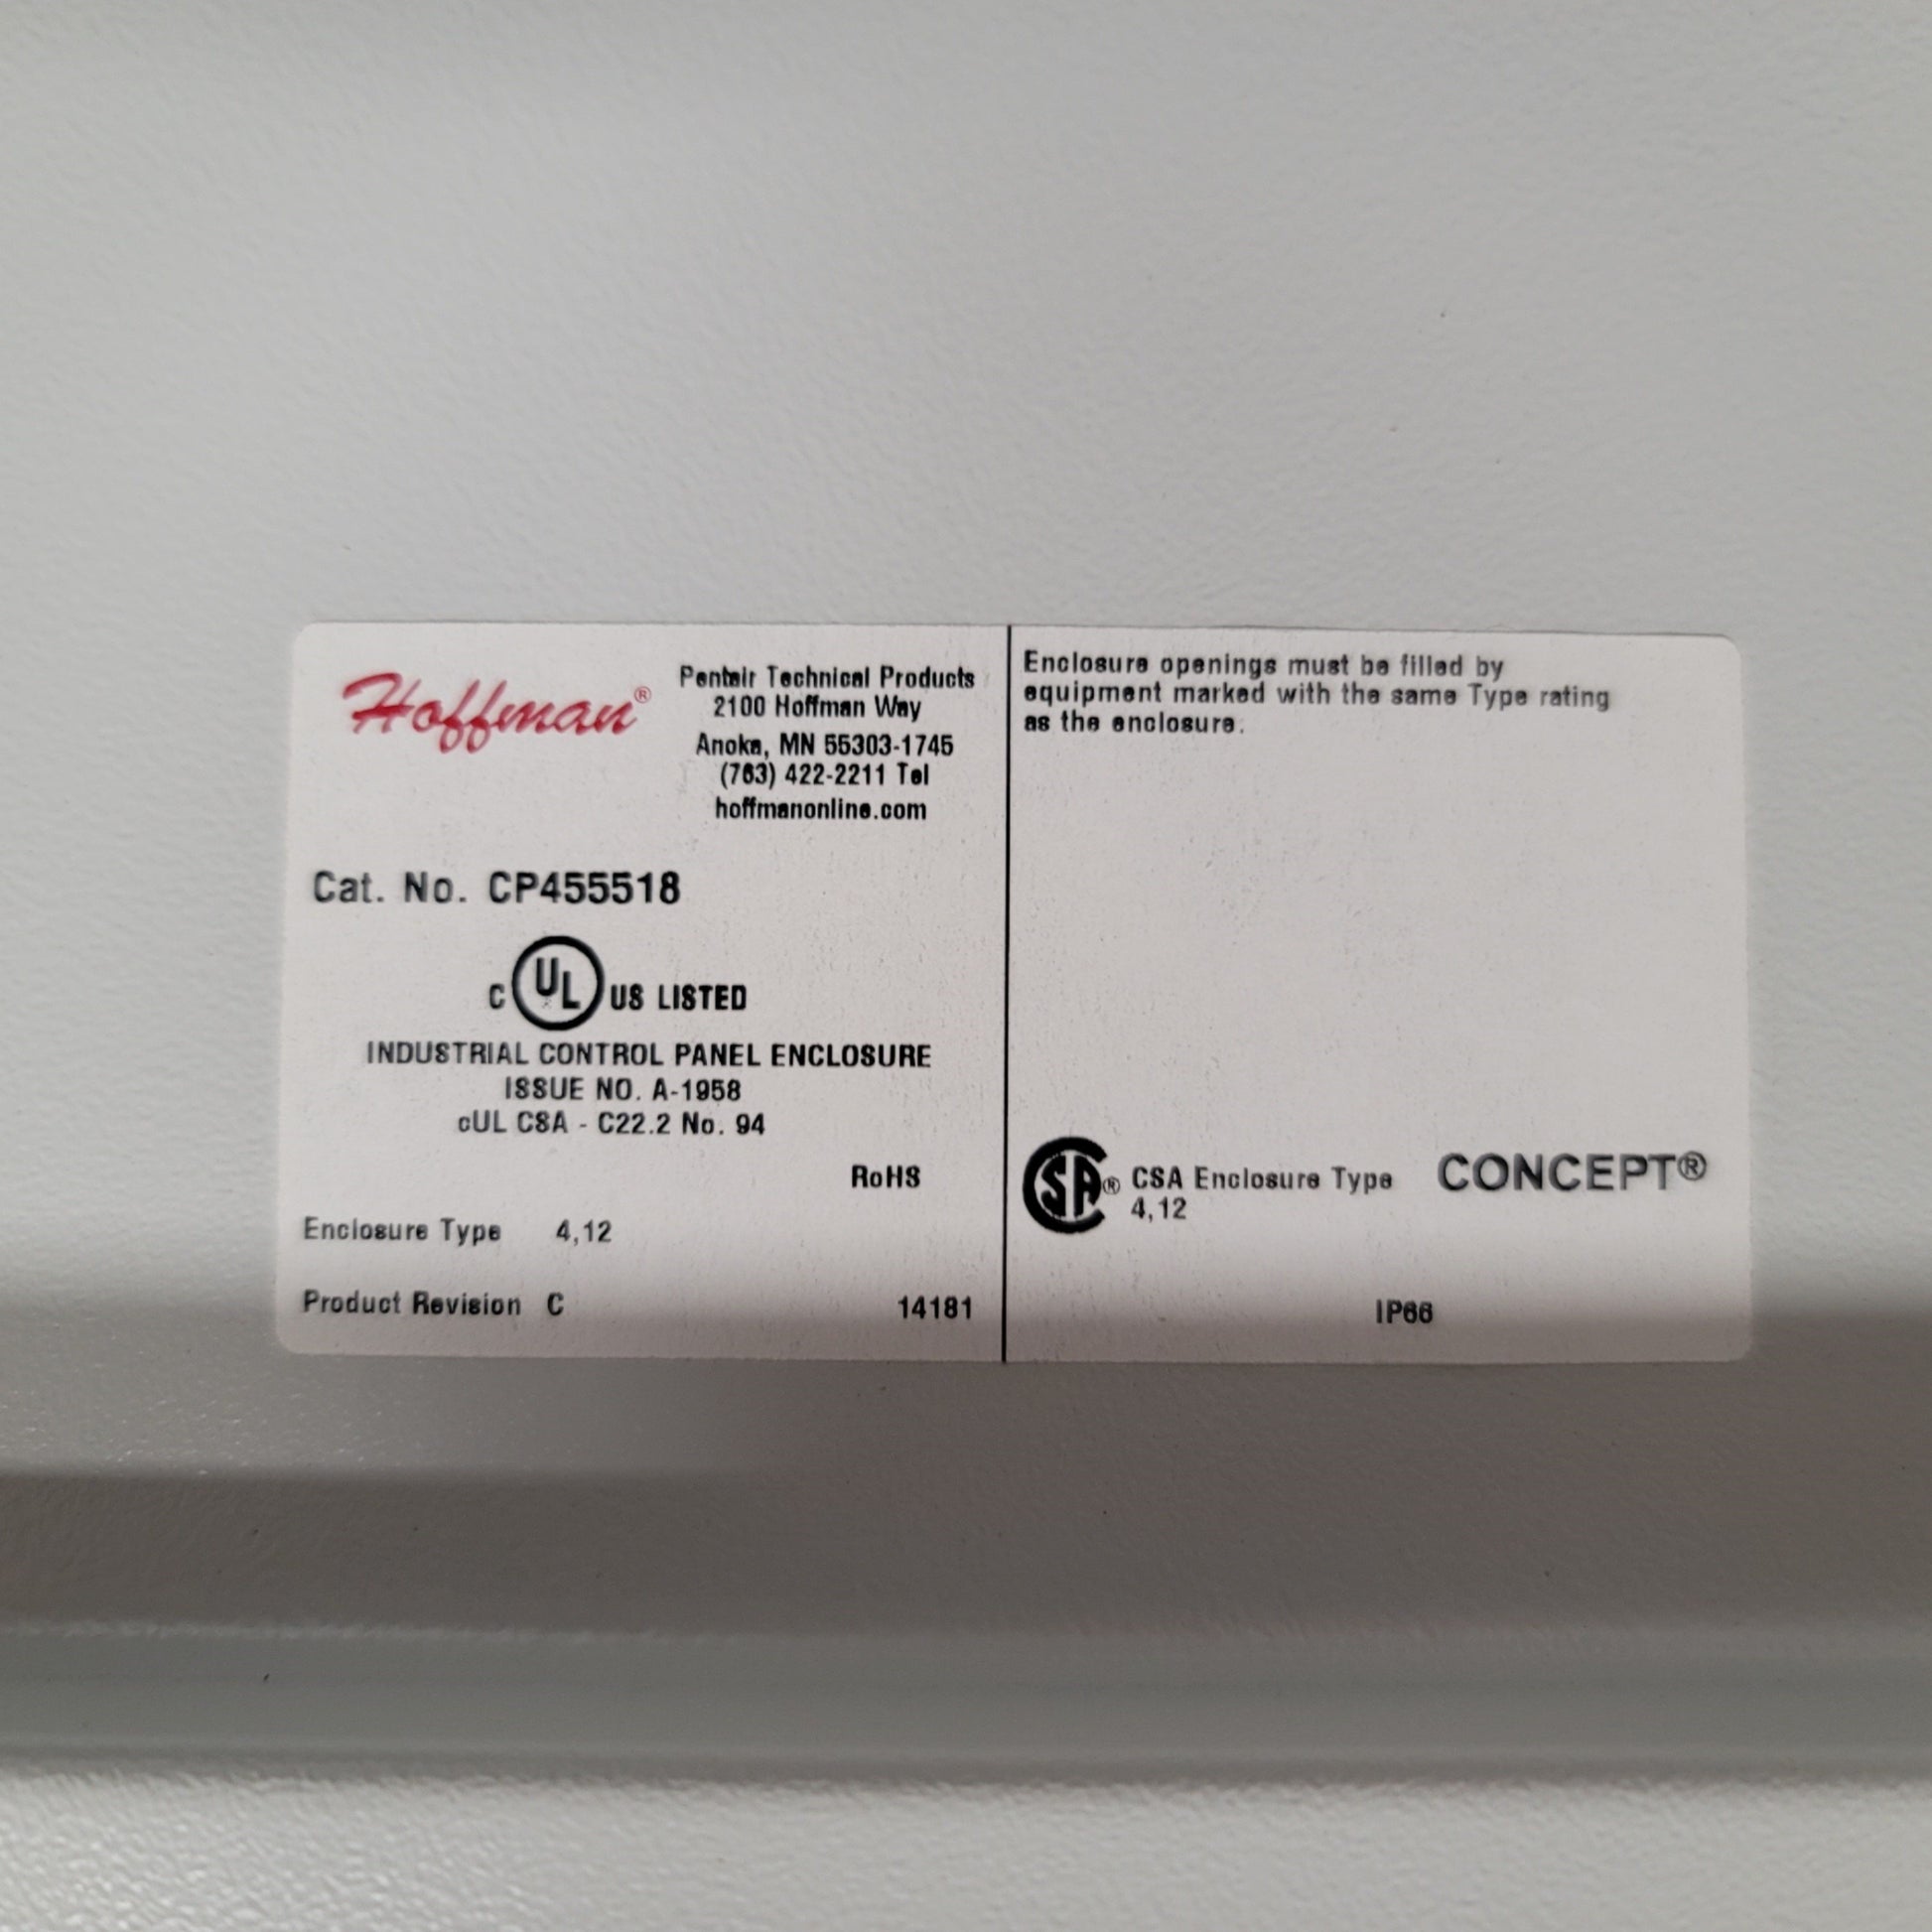 Hoffman®
Pentair Technical Products
2100 Hoffman Way
Anoka, MN 55303-1745
(763) 422-2211 Tel
hoffmanonline.com
Cat. No. CP455518
C UL US LISTED
INDUSTRIAL CONTROL PANEL ENCLOSURE
ISSUE NO. A-1958
cUL CSA - C22.2 No. 94
RoHS
Enclosure Type 4,12
Product Revision C 14181
Enclosure openings must be filled by
equipment marked with the same Type rating
as the enclosure.
SA® CSA Enclosure Type CONCEPT®
4,12
IP66